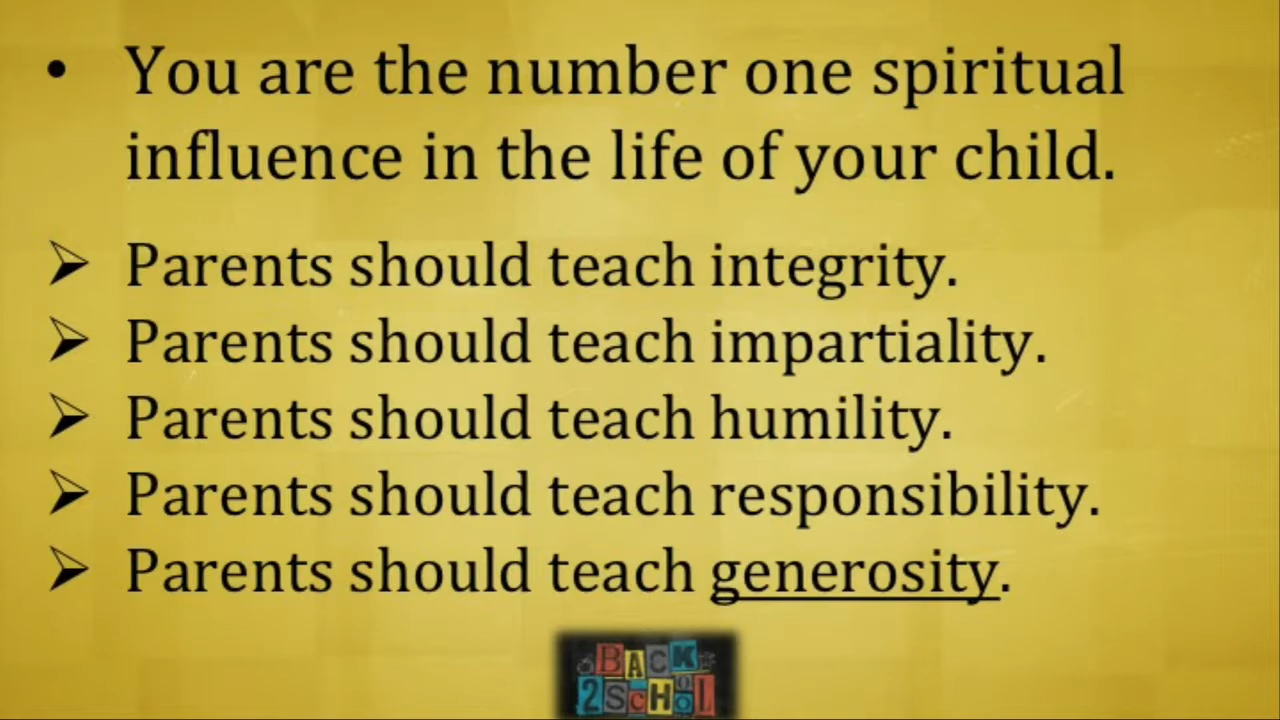 • You are the number one spiritual
influence in the life of your child.
➢ Parents should teach integrity.
➢ Parents should teach impartiality.
➢ Parents should teach humility.
➢ Parents should teach responsibility.
➢ Parents should teach generosity.
BACK
2SCHOOL